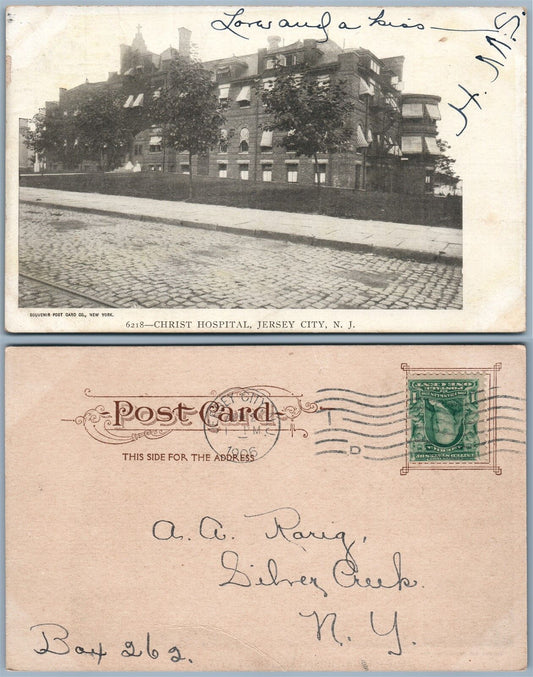 Love and a kiss
SOUVENIR POST CARD CO., NEW YORK.
6218—CHRIST HOSPITAL, JERSEY CITY, N. J.
Post Card
THIS SIDE FOR THE ADDRESS
JERSEY CITY
1906
D
A. A. Rarig,
Silver Creek.
N. Y.
Box 262.